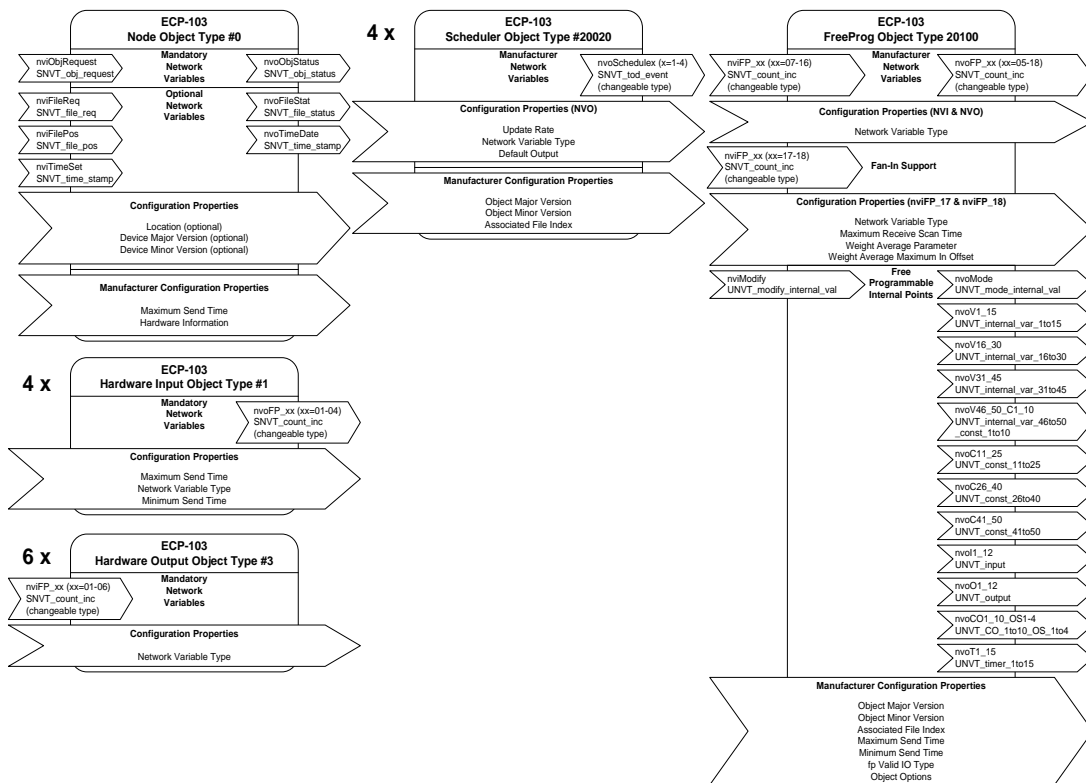 ECP-103
Node Object Type #0
nviObjRequest
SNVT_obj_request
Mandatory
Network
Variables
nvoObjStatus
SNVT_obj_status
nviFileReq
SNVT_file_req
Optional
Network
Variables
nvoFileStat
SNVT_file_status
nviFilePos
SNVT_file_pos
nvoTimeDate
SNVT_time_stamp
nviTimeSet
SNVT_time_stamp
Configuration Properties
Location (optional)
Device Major Version (optional)
Device Minor Version (optional)
Manufacturer Configuration Properties
Maximum Send Time
Hardware Information
4 x
ECP-103
Hardware Input Object Type #1
Mandatory
Network
Variables
nvoFP_xx (xx=01-04)
SNVT_count_inc
(changeable type)
Configuration Properties
Maximum Send Time
Network Variable Type
Minimum Send Time
6 x
ECP-103
Hardware Output Object Type #3
nviFP_xx (xx=01-06)
SNVT_count_inc
(changeable type)
Mandatory
Network
Variables
Configuration Properties
Network Variable Type
4 x
ECP-103
Scheduler Object Type #20020
Manufacturer
Network
Variables
nvoSchedulex (x=1-4)
SNVT_tod_event
(changeable type)
Configuration Properties (NVO)
Update Rate
Network Variable Type
Default Output
Manufacturer Configuration Properties
Object Major Version
Object Minor Version
Associated File Index
ECP-103
FreeProg Object Type 20100
nviFP_xx (xx=07-16)
SNVT_count_inc
(changeable type)
Manufacturer
Network
Variables
nvoFP_xx (xx=05-18)
SNVT_count_inc
(changeable type)
Configuration Properties (NVI & NVO)
Network Variable Type
nviFP_xx (xx=17-18)
SNVT_count_inc
(changeable type)
Fan-In Support
Configuration Properties (nviFP_17 & nviFP_18)
Network Variable Type
Maximum Receive Scan Time
Weight Average Parameter
Weight Average Maximum In Offset
nviModify
UNVT_modify_internal_val
Free
Programmable
Internal Points
nvoMode
UNVT_mode_internal_val
nvoV1_15
UNVT_internal_var_1to15
nvoV16_30
UNVT_internal_var_16to30
nvoV31_45
UNVT_internal_var_31to45
nvoV46_50_C1_10
UNVT_internal_var_46to50
_const_1to10
nvoC11_25
UNVT_const_11to25
nvoC26_40
UNVT_const_26to40
nvoC41_50
UNVT_const_41to50
nvoI1_12
UNVT_input
nvoO1_12
UNVT_output
nvoCO1_10_OS1-4
UNVT_CO_1to10_OS_1to4
nvoT1_15
UNVT_timer_1to15
Manufacturer Configuration Properties
Object Major Version
Object Minor Version
Associated File Index
Maximum Send Time
Minimum Send Time
fp Valid IO Type
Object Options